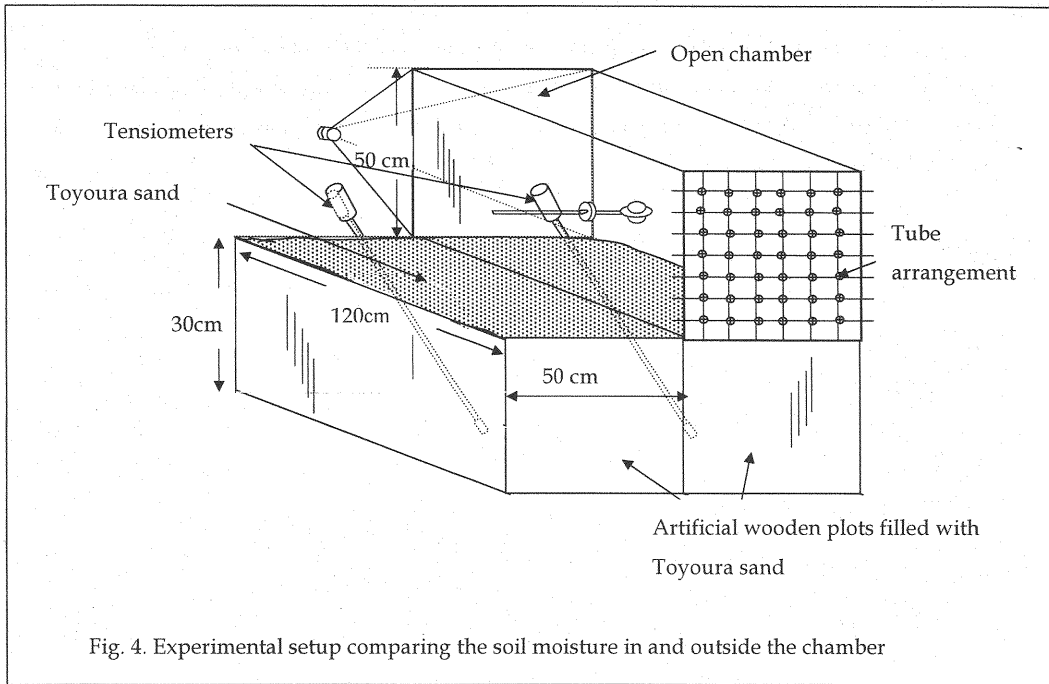 Open chamber
Tensiometers
50 cm
Toyoura sand
Tube
arrangement
120cm
30cm
50 cm
Artificial wooden plots filled with
Toyoura sand
Fig. 4. Experimental setup comparing the soil moisture in and outside the chamber